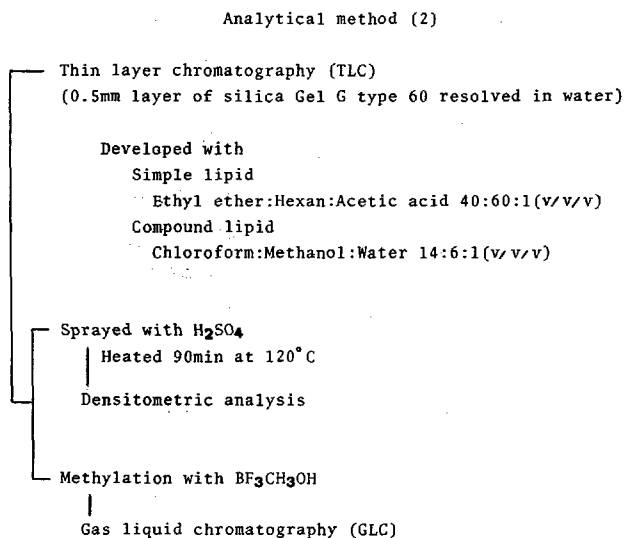 Analytical method (2)
Thin layer chromatography (TLC)
(0.5mm layer of silica Gel G type 60 resolved in water)
Developed with
Simple lipid
Ethyl ether:Hexan:Acetic acid 40:60:1(v/v/v)
Compound lipid
Chloroform:Methanol:Water 14:6:1(v/v/v)
Sprayed with H₂SO₄
Heated 90min at 120°C
Densitometric analysis
Methylation with BF₃CH₃OH
Gas liquid chromatography (GLC)